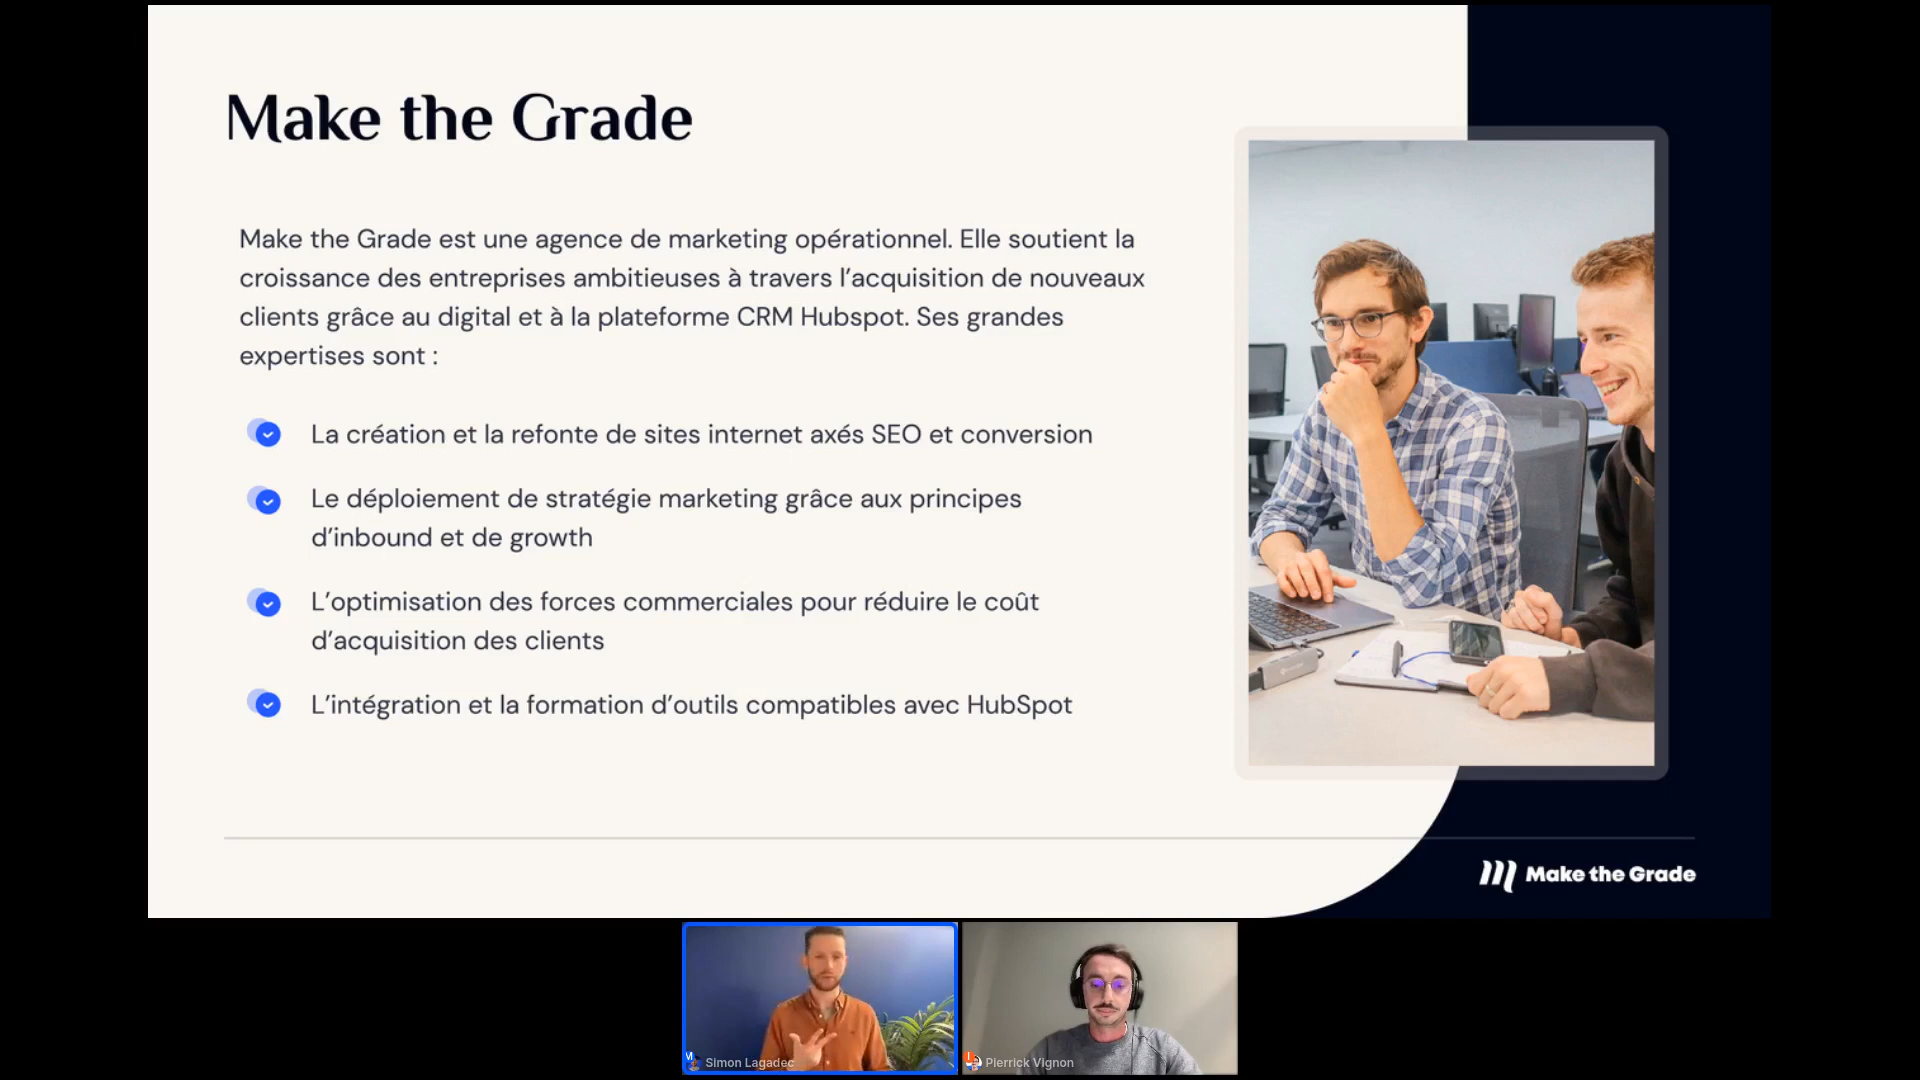 Make the Grade
Make the Grade est une agence de marketing opérationnel. Elle soutient la
croissance des entreprises ambitieuses à travers l’acquisition de nouveaux
clients grâce au digital et à la plateforme CRM Hubspot. Ses grandes
expertises sont :
La création et la refonte de sites internet axés SEO et conversion
Le déploiement de stratégie marketing grâce aux principes
d’inbound et de growth
L’optimisation des forces commerciales pour réduire le coût
d’acquisition des clients
L’intégration et la formation d’outils compatibles avec HubSpot
Make the Grade
Simon Lagadec
Pierrick Vignon